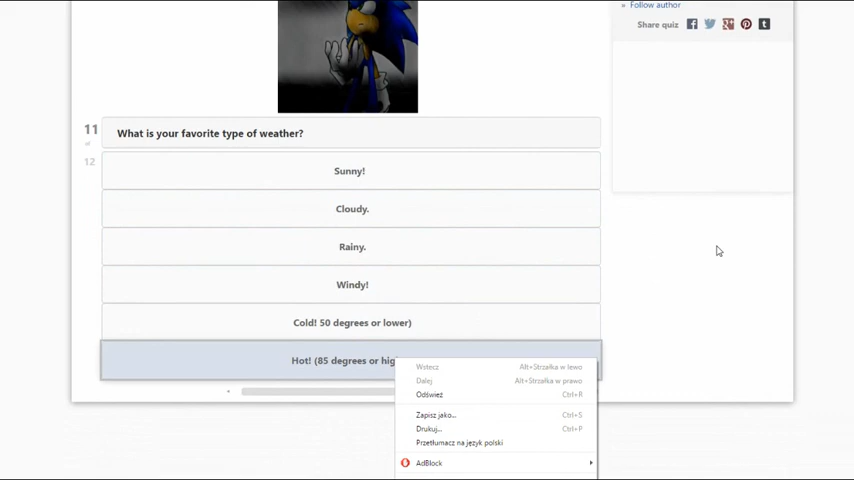 » Follow author
Share quiz
11
of
12
What is your favorite type of weather?
Sunny!
Cloudy.
Rainy.
Windy!
Cold! 50 degrees or lower)
Hot! (85 degrees or hig
Wstecz Alt+Strzałka w lewo
Dalej Alt+Strzałka w prawo
Odśwież Ctrl+R
Zapisz jako... Ctrl+S
Drukuj... Ctrl+P
Przetłumacz na język polski
AdBlock